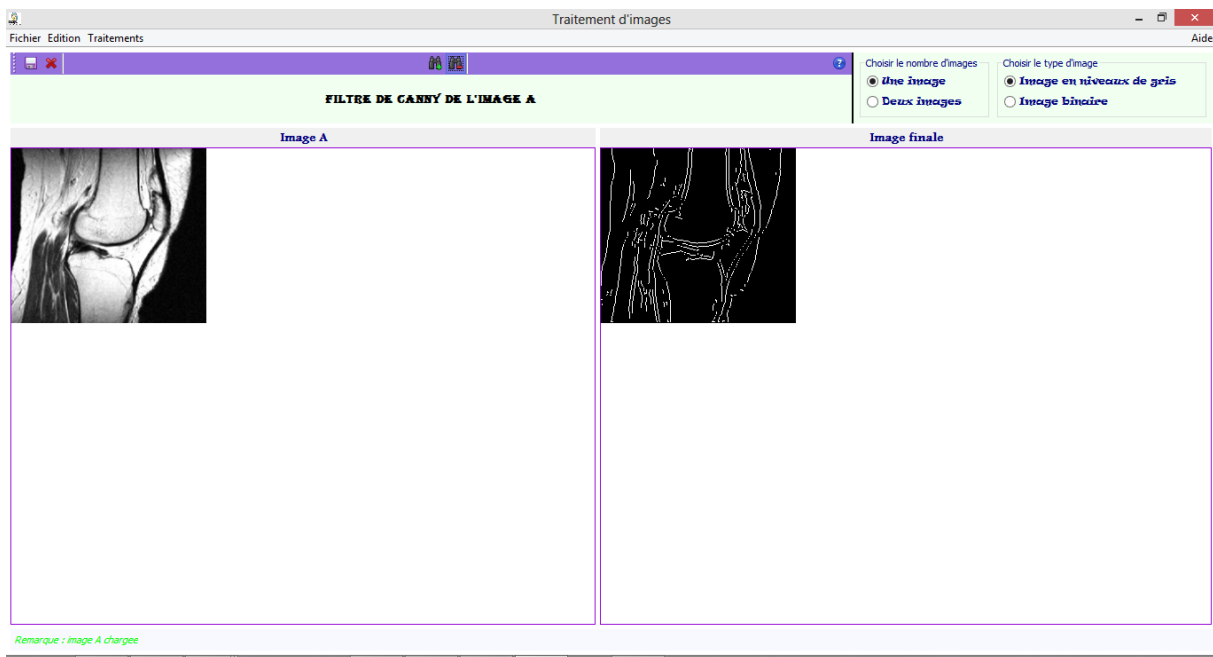 Traitement d'images
Fichier Edition Traitements Aide
Choisir le nombre d'images
Une image
Deux images
Choisir le type d'image
Image en niveaux de gris
Image binaire
FILTRE DE CANNY DE L'IMAGE A
Image A
Image finale
Remarque : image A chargee